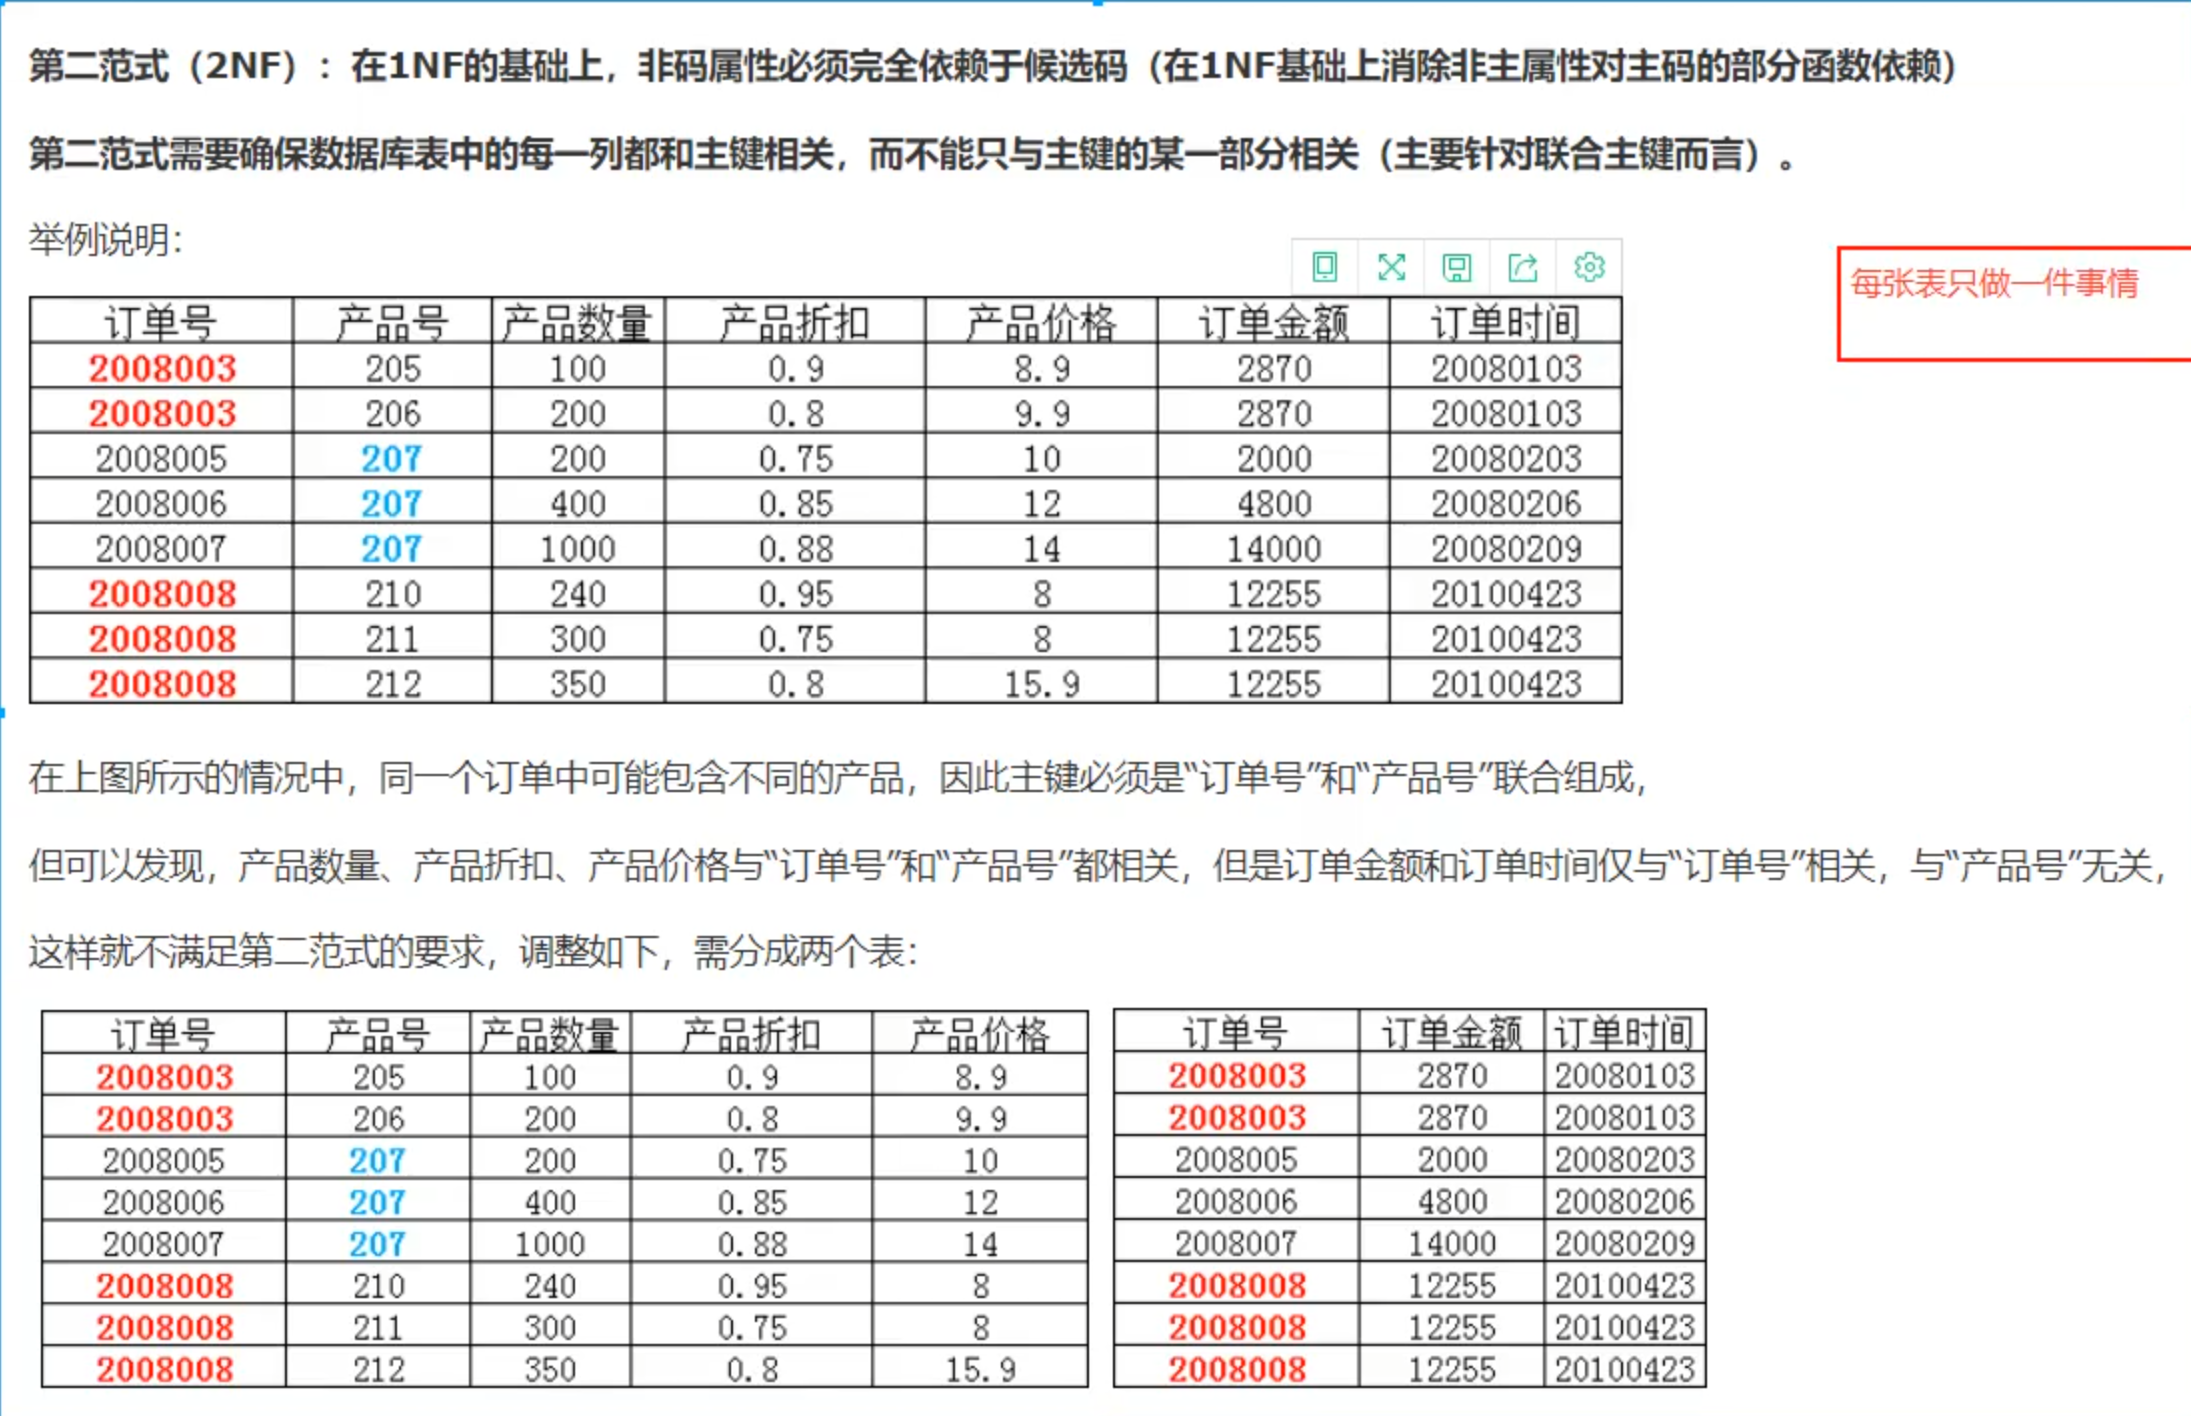 第二范式（2NF）：在1NF的基础上，非码属性必须完全依赖于候选码（在1NF基础上消除非主属性对主码的部分函数依赖）
第二范式需要确保数据库表中的每一列都和主键相关，而不能只与主键的某一部分相关（主要针对联合主键而言）。
举例说明：
每张表只做一件事情
订单号 产品号 产品数量 产品折扣 产品价格 订单金额 订单时间
2008003 205 100 0.9 8.9 2870 20080103
2008003 206 200 0.8 9.9 2870 20080103
2008005 207 200 0.75 10 2000 20080203
2008006 207 400 0.85 12 4800 20080206
2008007 207 1000 0.88 14 14000 20080209
2008008 210 240 0.95 8 12255 20100423
2008008 211 300 0.75 8 12255 20100423
2008008 212 350 0.8 15.9 12255 20100423
在上图所示的情况中，同一个订单中可能包含不同的产品，因此主键必须是“订单号”和“产品号”联合组成，
但可以发现，产品数量、产品折扣、产品价格与“订单号”和“产品号”都相关，但是订单金额和订单时间仅与“订单号”相关，与“产品号”无关，
这样就不满足第二范式的要求，调整如下，需分成两个表：
订单号 产品号 产品数量 产品折扣 产品价格
2008003 205 100 0.9 8.9
2008003 206 200 0.8 9.9
2008005 207 200 0.75 10
2008006 207 400 0.85 12
2008007 207 1000 0.88 14
2008008 210 240 0.95 8
2008008 211 300 0.75 8
2008008 212 350 0.8 15.9
订单号 订单金额 订单时间
2008003 2870 20080103
2008003 2870 20080103
2008005 2000 20080203
2008006 4800 20080206
2008007 14000 20080209
2008008 12255 20100423
2008008 12255 20100423
2008008 12255 20100423